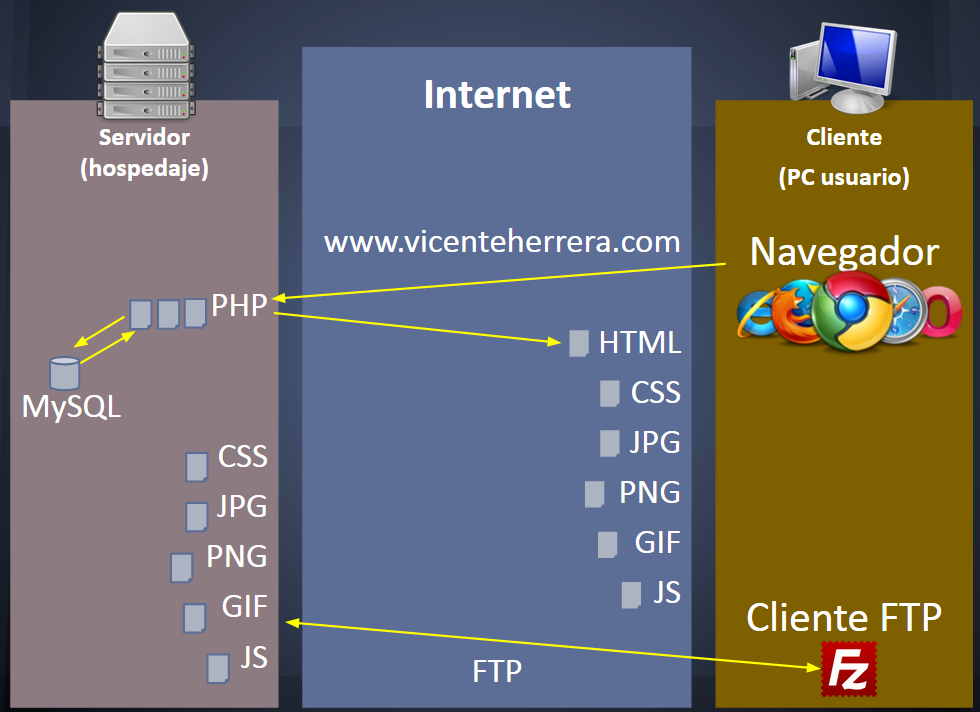 Servidor
(hospedaje)
PHP
MySQL
CSS
JPG
PNG
GIF
JS
Internet
www.vicenteherrera.com
HTML
CSS
JPG
PNG
GIF
JS
FTP
Cliente
(PC usuario)
Navegador
Cliente FTP
Fz